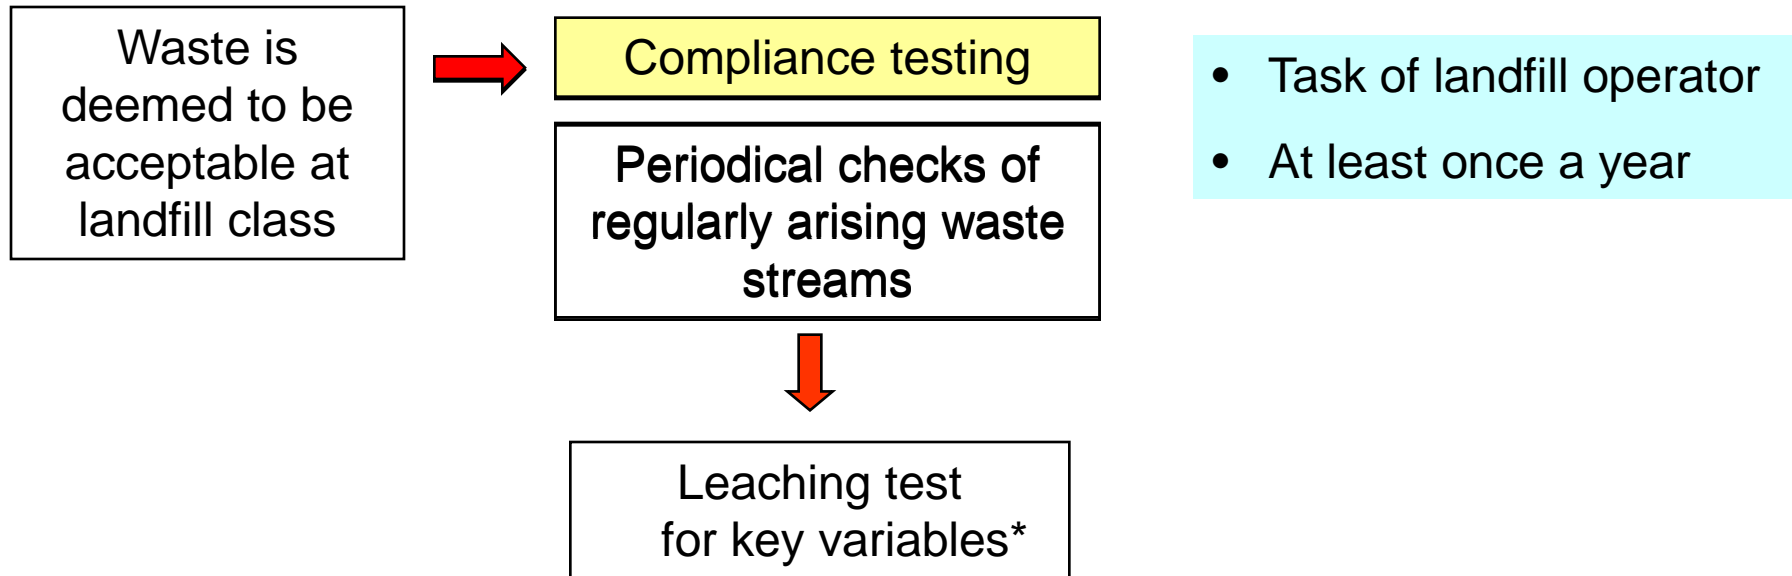 Waste is
deemed to be
acceptable at
landfill class
Compliance testing
Periodical checks of
regularly arising waste
streams
Leaching test
for key variables*
• Task of landfill operator
• At least once a year